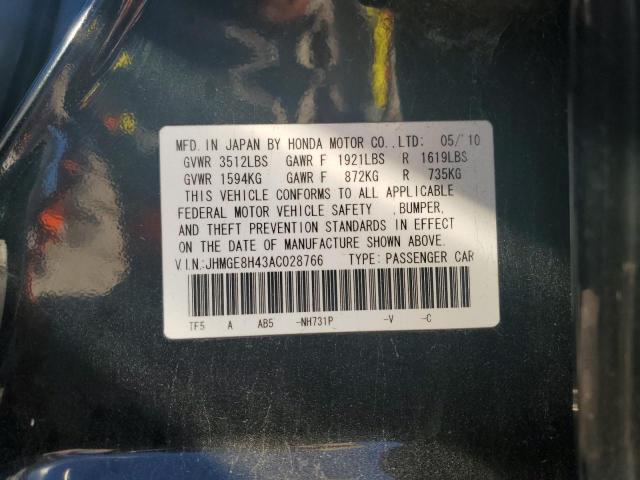 MFD. IN JAPAN BY HONDA MOTOR CO.,LTD: 05/'10
GVWR 3512LBS GAWR F 1921LBS R 1619LBS
GVWR 1594KG GAWR F 872KG R 735KG
THIS VEHICLE CONFORMS TO ALL APPLICABLE
FEDERAL MOTOR VEHICLE SAFETY ,BUMPER,
AND THEFT PREVENTION STANDARDS IN EFFECT
ON THE DATE OF MANUFACTURE SHOWN ABOVE.
V.I.N.:JHMGE8H43AC028766 TYPE: PASSENGER CAR
TF5 A AB5 -NH731P -V -C